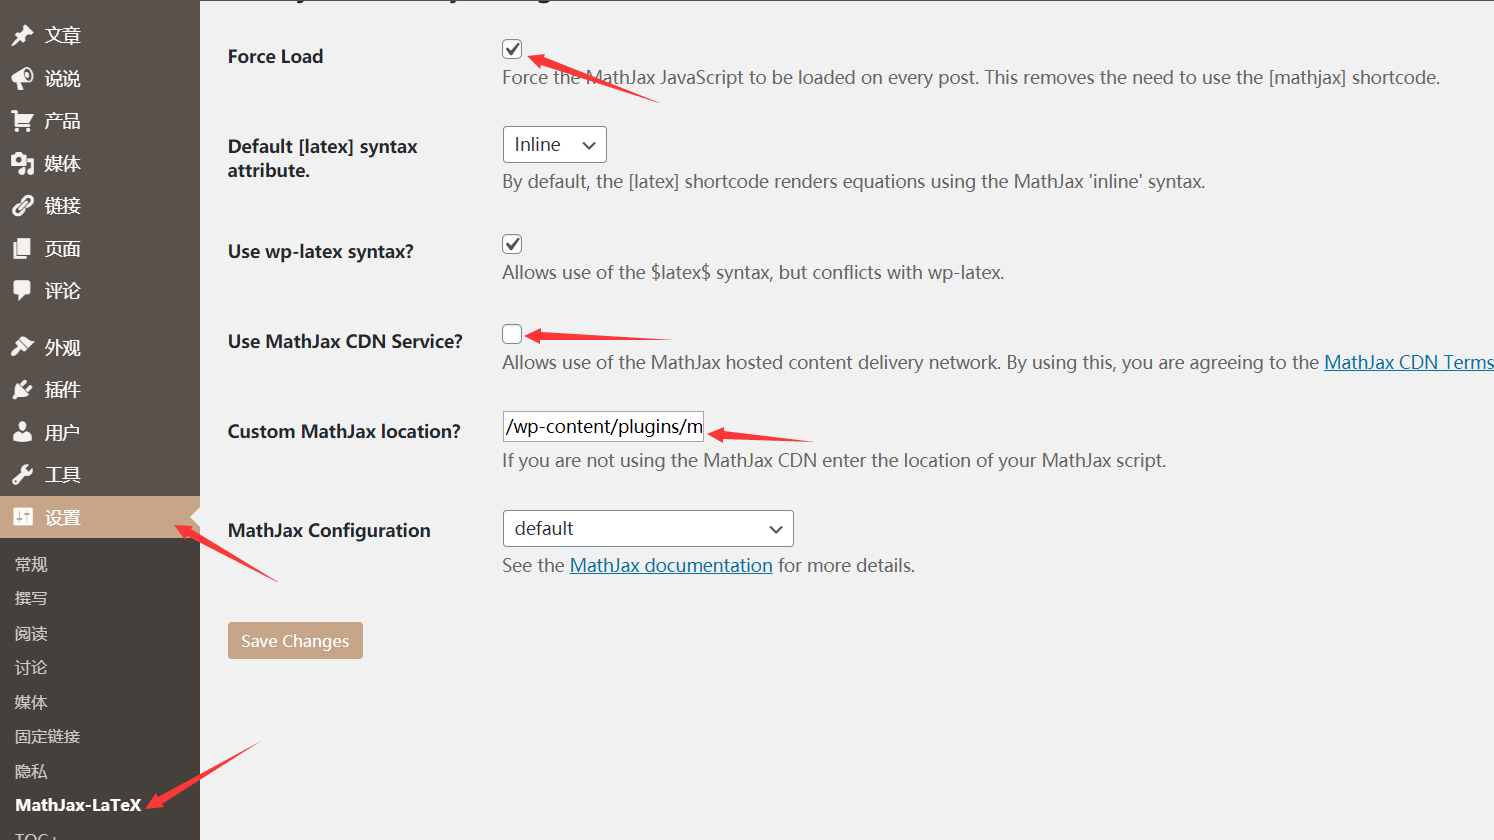 文章
说说
产品
媒体
链接
页面
评论
外观
插件
用户
工具
设置
常规
撰写
阅读
讨论
媒体
固定链接
隐私
MathJax-LaTeX
Force Load
Force the MathJax JavaScript to be loaded on every post. This removes the need to use the [mathjax] shortcode.
Default [latex] syntax
attribute.
Inline
By default, the [latex] shortcode renders equations using the MathJax 'inline' syntax.
Use wp-latex syntax?
Allows use of the $latex$ syntax, but conflicts with wp-latex.
Use MathJax CDN Service?
Allows use of the MathJax hosted content delivery network. By using this, you are agreeing to the MathJax CDN Terms
Custom MathJax location?
/wp-content/plugins/m
If you are not using the MathJax CDN enter the location of your MathJax script.
MathJax Configuration
default
See the MathJax documentation for more details.
Save Changes